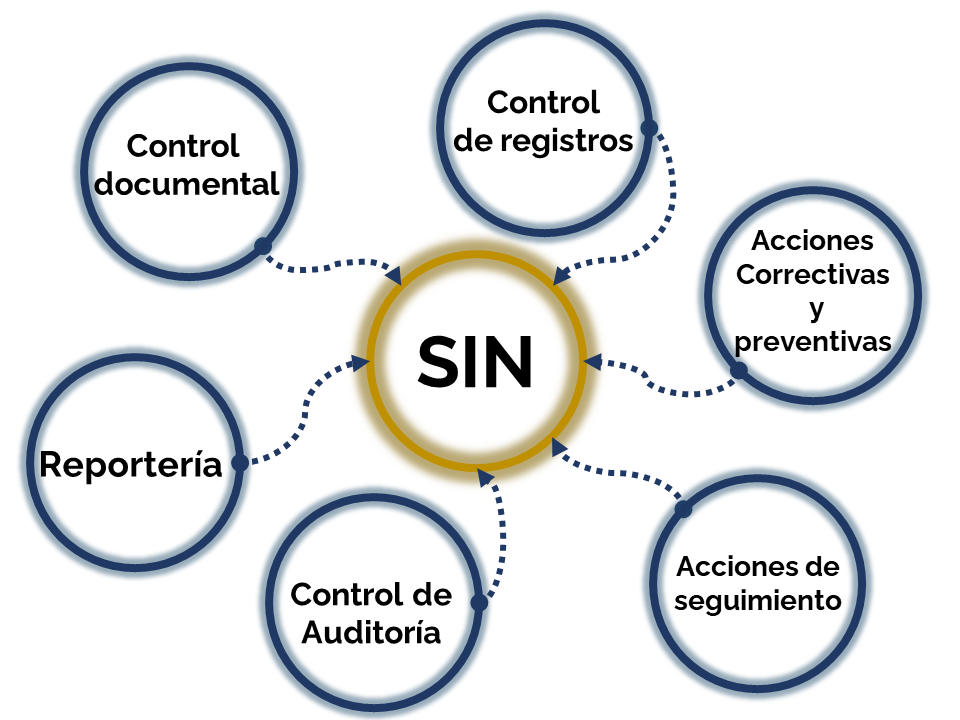 Control
de registros
Control
documental
Acciones
Correctivas
y
preventivas
SIN
Reportería
Acciones de
seguimiento
Control de
Auditoría